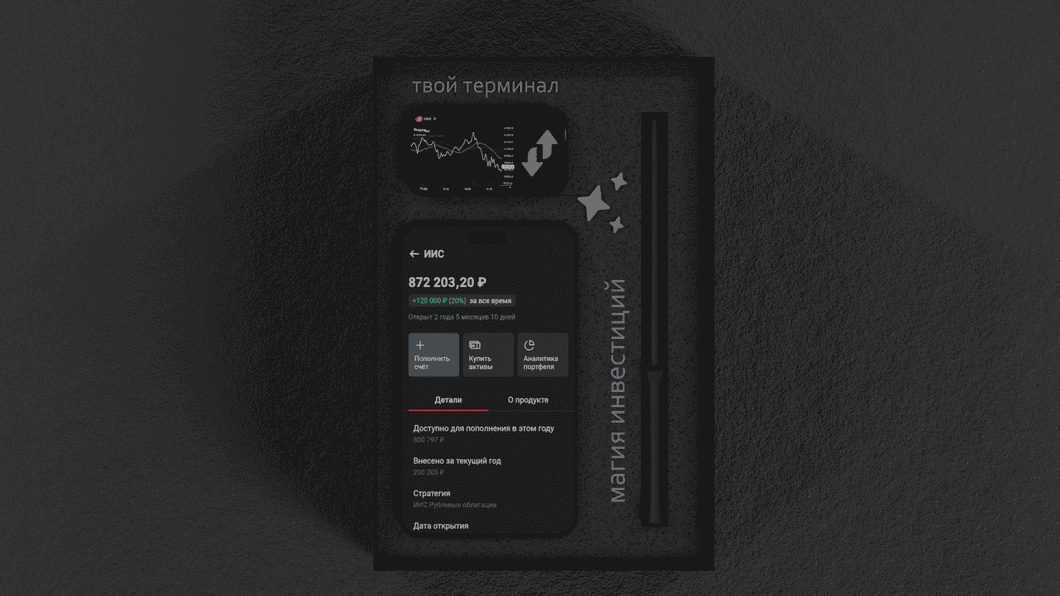 твой терминал
← ИИС
872 203,20 ₽
+120 000 ₽ (20%) за все время
Открыт 2 года 5 месяцев 10 дней
Пополнить счёт
Купить активы
Аналитика портфеля
Детали
О продукте
Доступно для пополнения в этом году
800 797 ₽
Внесено за текущий год
200 203 ₽
Стратегия
ИИС Рублевые облигации
Дата открытия
магия инвестиций